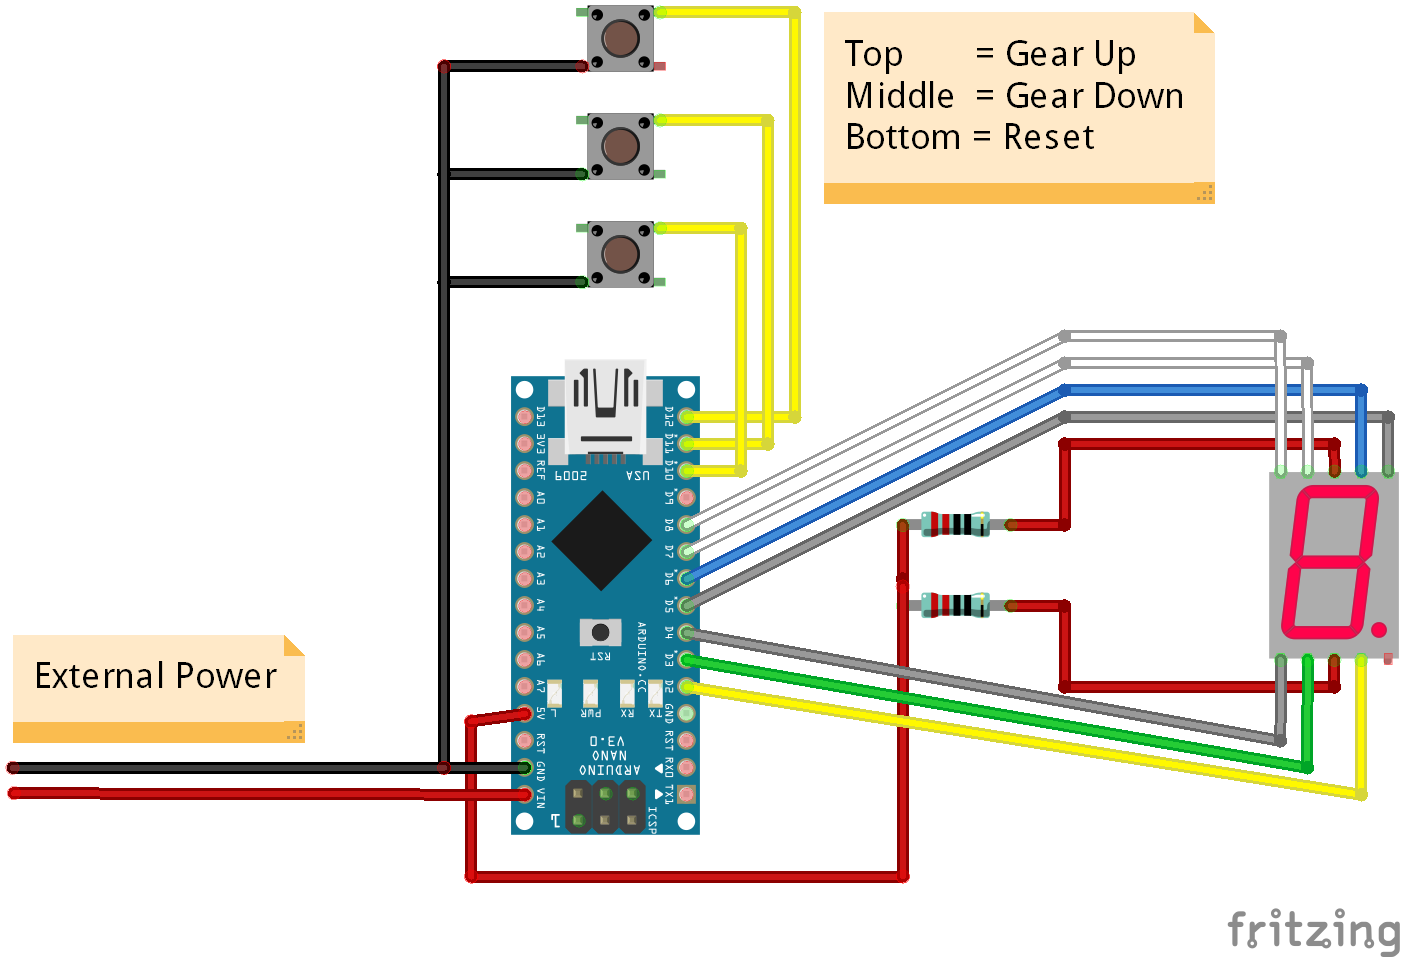 Top = Gear Up
Middle = Gear Down
Bottom = Reset
External Power
D13
3V3
REF
A0
A1
A2
A3
A4
A5
A6
A7
5V
RST
GND
VIN
D12
D11
D10
D9
D8
D7
D6
D5
D4
D3
D2
GND
RST
RX0
TX1
2009
USA
RST
ARDUINO.CC
L
PWR
RX
TX
ARDUINO
NANO
V3.0
1
ICSP
fritzing